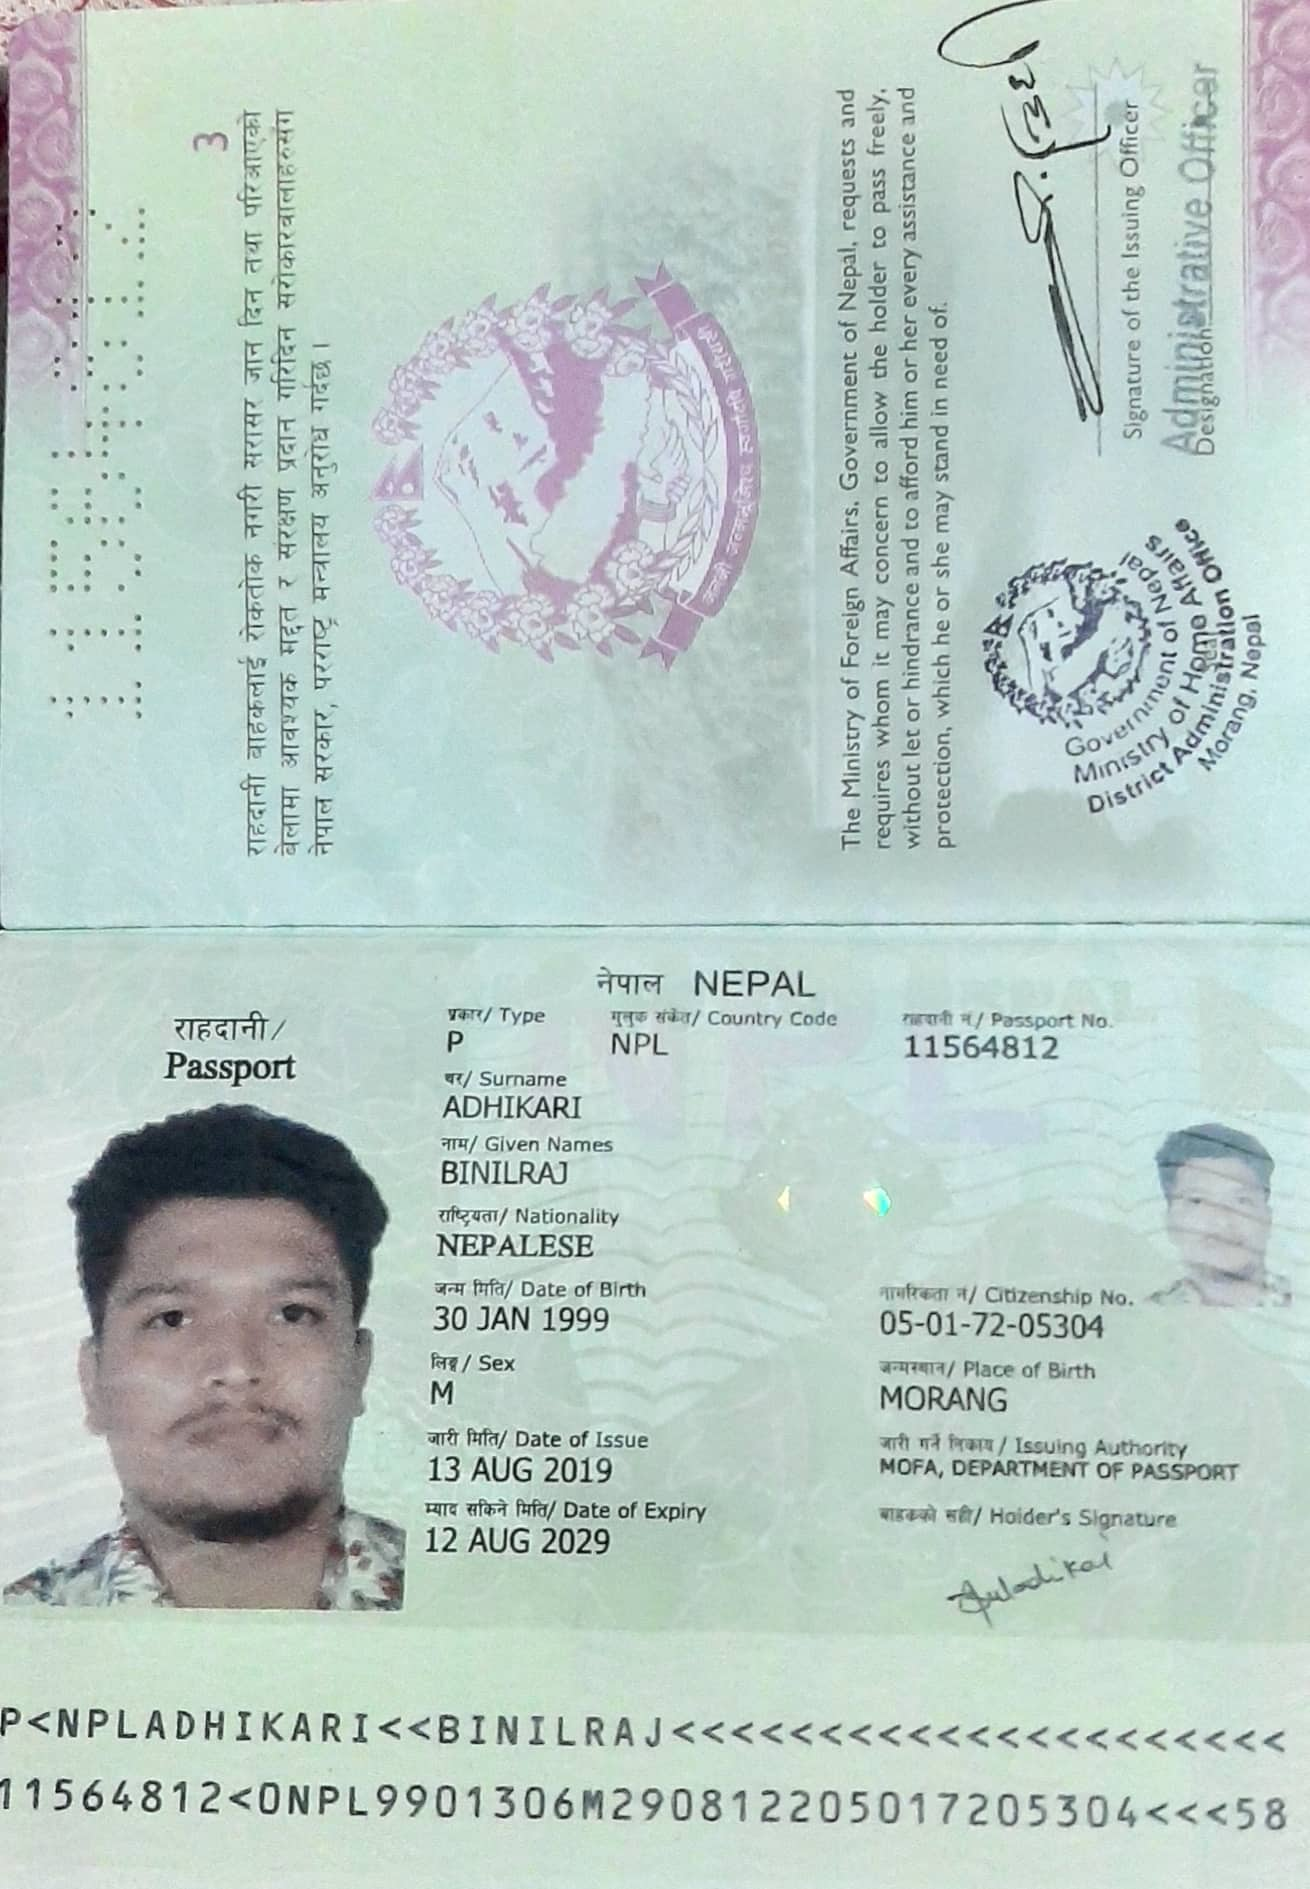 3
राहदानी वाहकलाई रोकतोक नगरी सरासर जान दिन तथा परिआएको
बेलामा आवश्यक मद्दत र संरक्षण प्रदान गरिदिन सरोकारवालाहरुसंग
नेपाल सरकार, परराष्ट्र मन्त्रालय अनुरोध गर्दछ ।
The Ministry of Foreign Affairs, Government of Nepal, requests and
requires whom it may concern to allow the holder to pass freely,
without let or hindrance and to afford him or her every assistance and
protection, which he or she may stand in need of.
Signature of the Issuing Officer
Administrative Officer
Designation
Government of Nepal
Ministry of Home Affairs
Seal
District Administration Office
Morang, Nepal
नेपाल NEPAL
राहदानी/
Passport
प्रकार/ Type
मुलुक संकेत/ Country Code
राहदानी नं/ Passport No.
P
NPL
11564812
थर/ Surname
ADHIKARI
नाम/ Given Names
BINILRAJ
राष्ट्रियता/ Nationality
NEPALESE
जन्म मिति/ Date of Birth
नागरिकता नं/ Citizenship No.
30 JAN 1999
05-01-72-05304
लिङ्ग/ Sex
जन्मस्थान/ Place of Birth
M
MORANG
जारी मिति/ Date of Issue
जारी गर्ने निकाय / Issuing Authority
13 AUG 2019
MOFA, DEPARTMENT OF PASSPORT
म्याद सकिने मिति/ Date of Expiry
वाहकको सही/ Holder's Signature
12 AUG 2029
P<NPLADHIKARI<<BINILRAJ<<<<<<<<<<<<<<<<<<<<<
11564812<0NPL9901306M290812205017205304<<<58